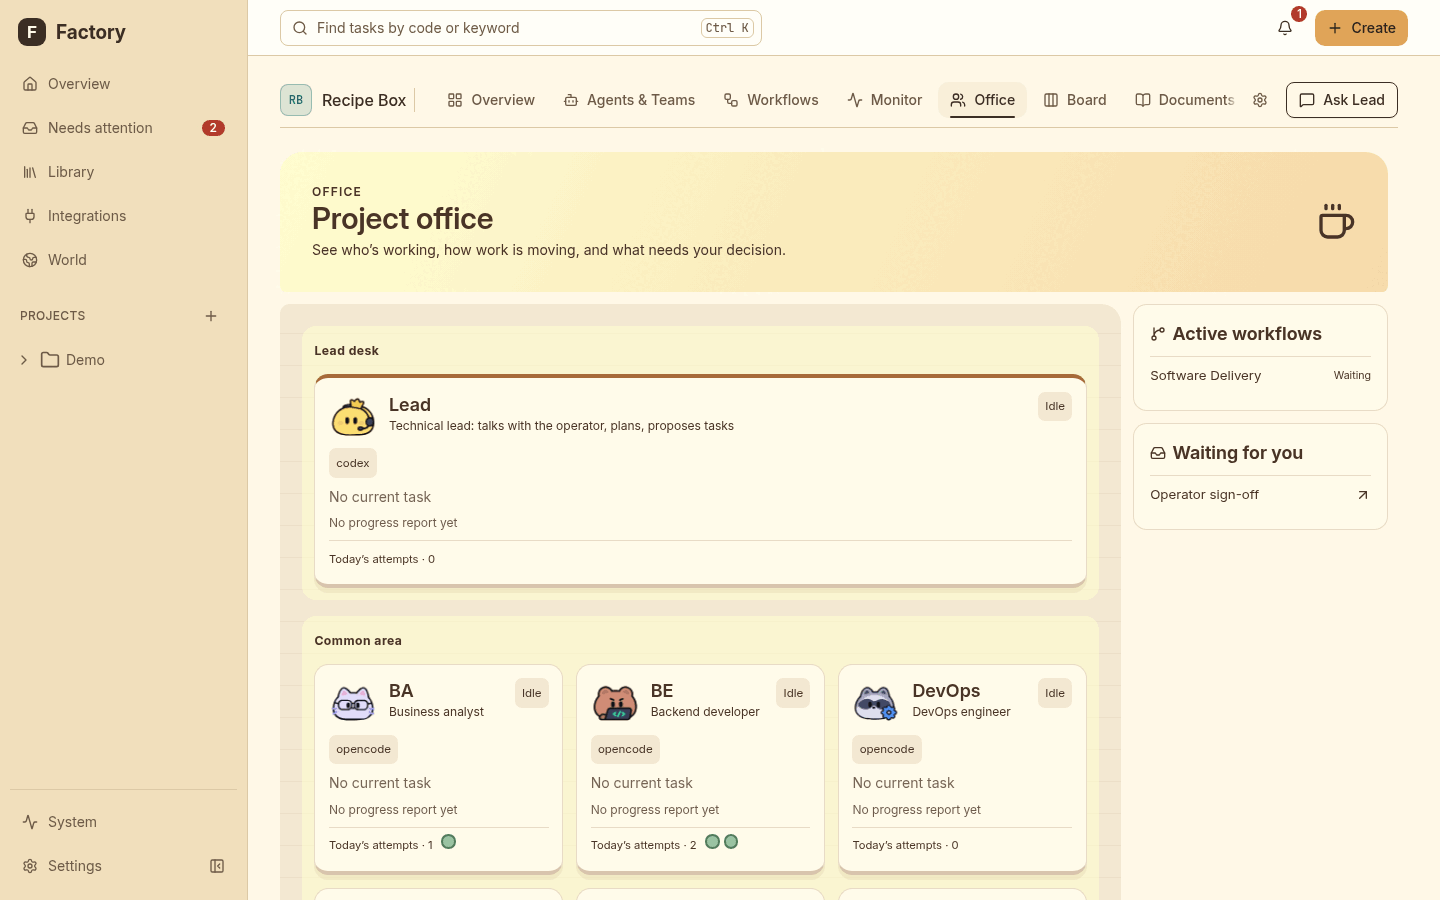 F Factory
Overview
Needs attention 2
Library
Integrations
World
PROJECTS
Demo
System
Settings
Find tasks by code or keyword Ctrl K
1
Create
RB Recipe Box
Overview
Agents & Teams
Workflows
Monitor
Office
Board
Documents
Ask Lead
OFFICE
Project office
See who's working, how work is moving, and what needs your decision.
Lead desk
Lead
Idle
Technical lead: talks with the operator, plans, proposes tasks
codex
No current task
No progress report yet
Today's attempts · 0
Common area
BA
Idle
Business analyst
opencode
No current task
No progress report yet
Today's attempts · 1
BE
Idle
Backend developer
opencode
No current task
No progress report yet
Today's attempts · 2
DevOps
Idle
DevOps engineer
opencode
No current task
No progress report yet
Today's attempts · 0
Active workflows
Software Delivery Waiting
Waiting for you
Operator sign-off